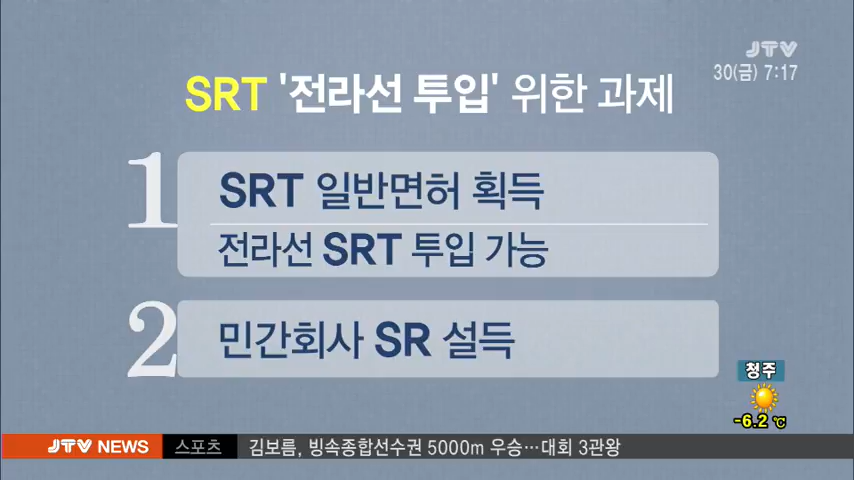 JTV
30(금) 7:17
SRT '전라선 투입' 위한 과제
1
SRT 일반면허 획득
전라선 SRT 투입 가능
2
민간회사 SR 설득
청주
-6.2 ℃
JTV NEWS 스포츠 김보름, 빙속종합선수권 5000m 우승…대회 3관왕